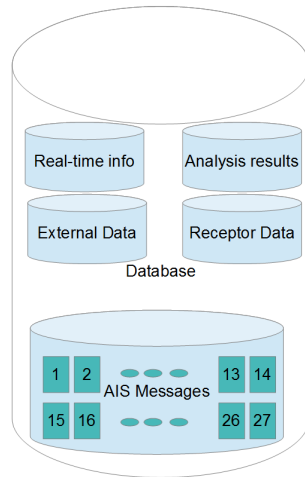 Real-time info Analysis results
External Data Receptor Data
Database
1 2 13 14
AIS Messages
15 16 26 27